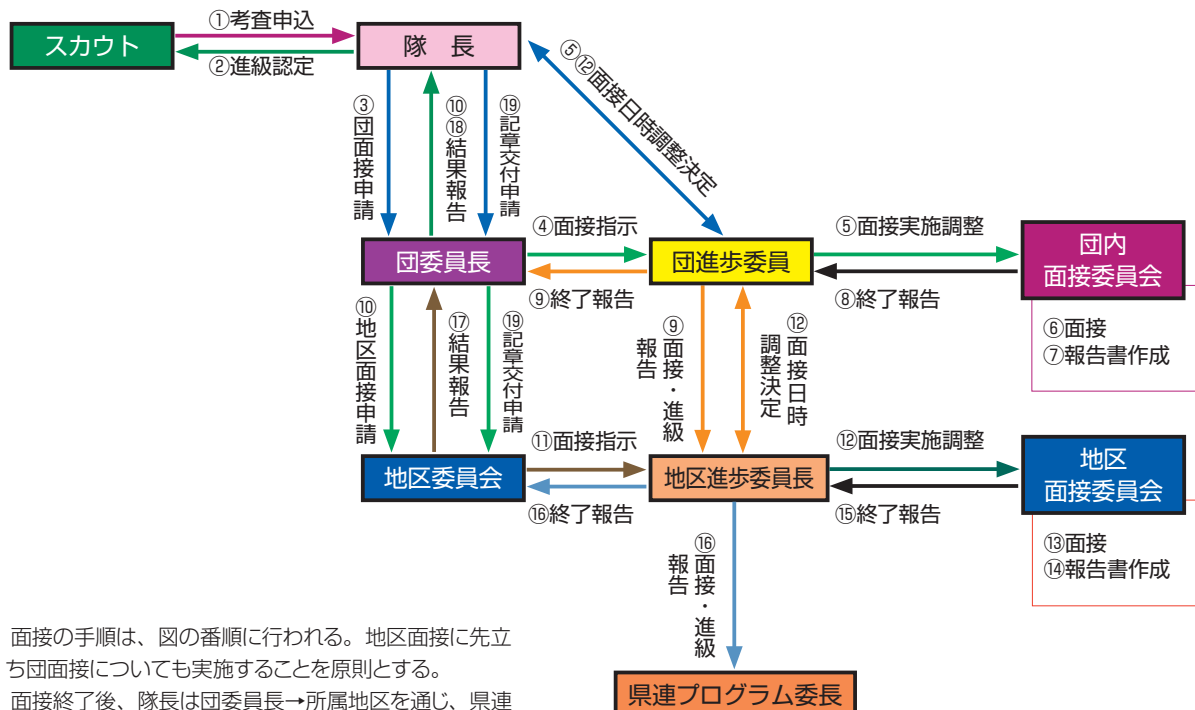 ①考査申込
スカウト
隊　長
②進級認定
⑤⑫面接日時調整決定
③団面接申請
⑩⑱結果報告
⑲記章交付申請
④面接指示
⑤面接実施調整
団委員長
団進歩委員
団内
面接委員会
⑨終了報告
⑧終了報告
⑥面接
⑦報告書作成
⑩地区面接申請
⑰結果報告
⑲記章交付申請
⑨面接・進級
報告
⑫面接日時
調整決定
⑪面接指示
⑫面接実施調整
地区委員会
地区進歩委員長
地区
面接委員会
⑯終了報告
⑮終了報告
⑬面接
⑭報告書作成
⑯面接・進級
報告
面接の手順は、図の番順に行われる。地区面接に先立
ち団面接についても実施することを原則とする。
面接終了後、隊長は団委員長→所属地区を通じ、県連
県連プログラム委長